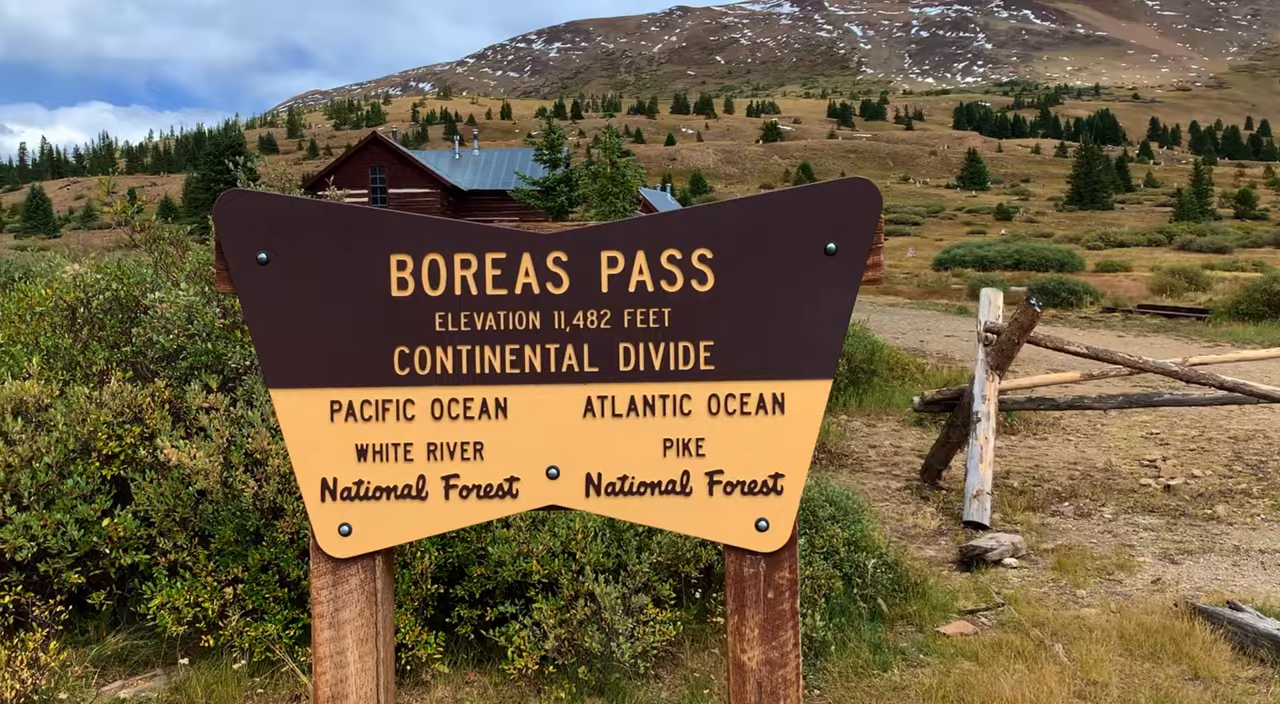 BOREAS PASS
ELEVATION 11,482 FEET
CONTINENTAL DIVIDE
PACIFIC OCEAN
WHITE RIVER
National Forest
ATLANTIC OCEAN
PIKE
National Forest